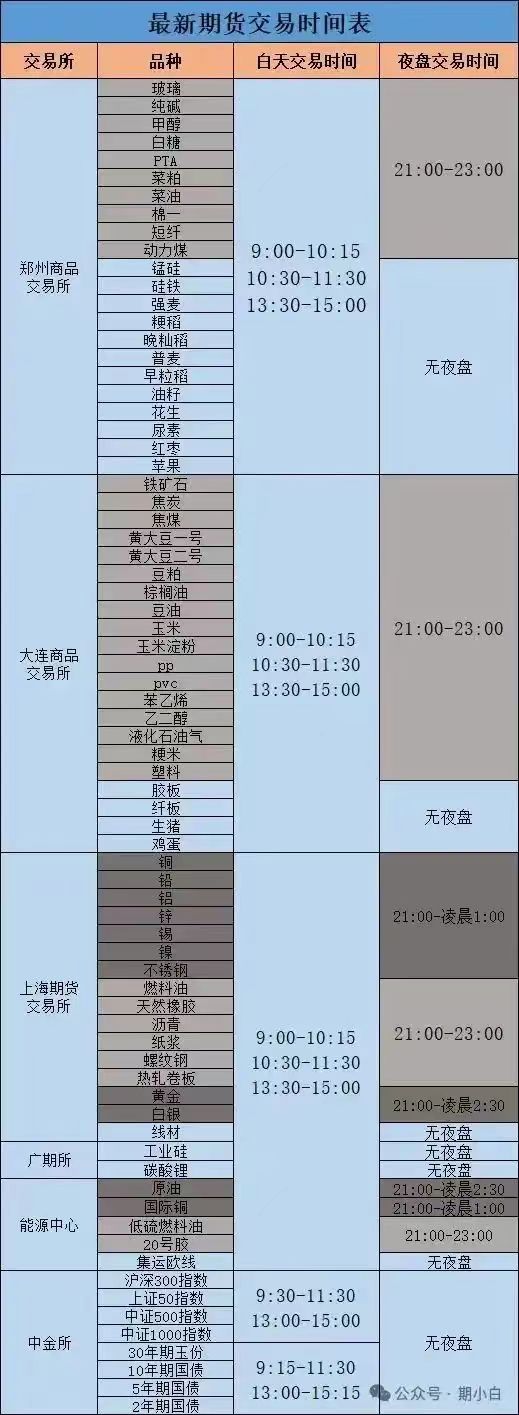 最新期货交易时间表
交易所 品种 白天交易时间 夜盘交易时间
玻璃
纯碱
甲醇
白糖
PTA
菜粕
菜油
棉一
短纤
动力煤
21:00-23:00
郑州商品
交易所
9:00-10:15
10:30-11:30
13:30-15:00
锰硅
硅铁
强麦
粳稻
晚籼稻
普麦
早粒稻
油籽
花生
尿素
红枣
苹果
无夜盘
铁矿石
焦炭
焦煤
黄大豆一号
黄大豆二号
豆粕
棕榈油
豆油
玉米
玉米淀粉
pp
pvc
苯乙烯
乙二醇
液化石油气
粳米
塑料
21:00-23:00
大连商品
交易所
9:00-10:15
10:30-11:30
13:30-15:00
胶板
纤板
生猪
鸡蛋
无夜盘
铜
铅
铝
锌
锡
镍
不锈钢
21:00-凌晨1:00
上海期货
交易所
燃料油
天然橡胶
沥青
纸浆
螺纹钢
热轧卷板
21:00-23:00
9:00-10:15
10:30-11:30
13:30-15:00
黄金
白银
21:00-凌晨2:30
线材 无夜盘
广期所
工业硅 无夜盘
碳酸锂 无夜盘
能源中心
原油 21:00-凌晨2:30
国际铜 21:00-凌晨1:00
低硫燃料油
20号胶
21:00-23:00
集运欧线 无夜盘
中金所
沪深300指数
上证50指数
中证500指数
中证1000指数
9:30-11:30
13:00-15:00
30年期玉份
10年期国债
5年期国债
2年期国债
9:15-11:30
13:00-15:15
无夜盘
公众号·期小白